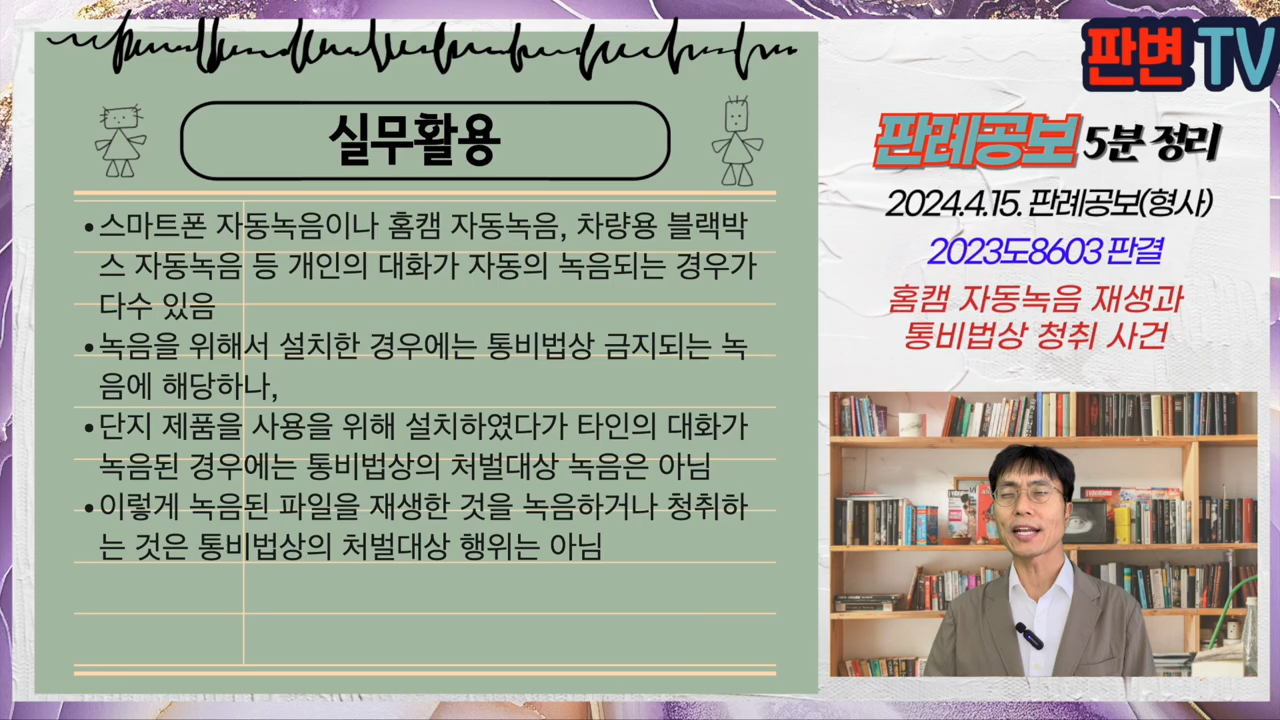 실무활용
•스마트폰 자동녹음이나 홈캠 자동녹음, 차량용 블랙박
스 자동녹음 등 개인의 대화가 자동의 녹음되는 경우가
다수 있음
•녹음을 위해서 설치한 경우에는 통비법상 금지되는 녹
음에 해당하나,
•단지 제품을 사용을 위해 설치하였다가 타인의 대화가
녹음된 경우에는 통비법상의 처벌대상 녹음은 아님
•이렇게 녹음된 파일을 재생한 것을 녹음하거나 청취하
는 것은 통비법상의 처벌대상 행위는 아님
판변 TV
판례공보 5분 정리
2024.4.15. 판례공보(형사)
2023도8603 판결
홈캠 자동녹음 재생과
통비법상 청취 사건